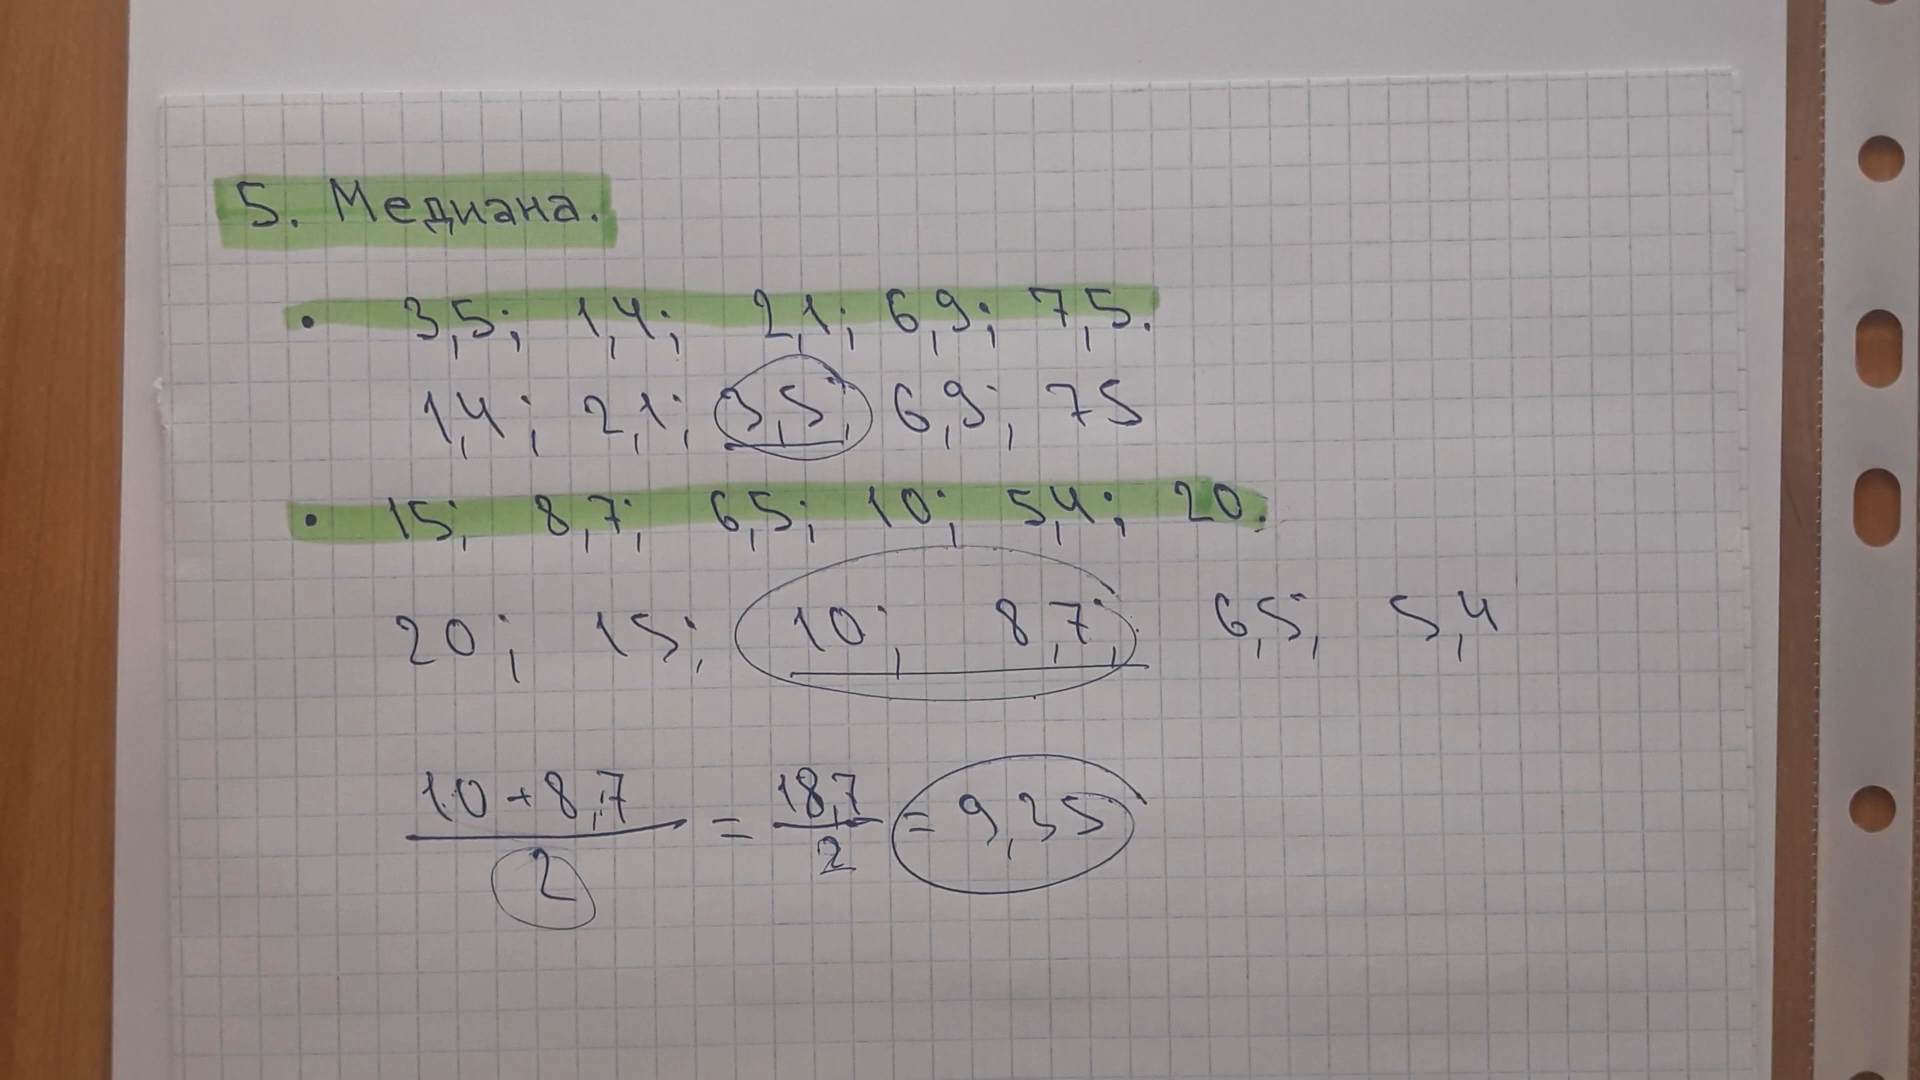 5. Медиана.
• 3,5; 1,4; 2,1; 6,9; 7,5.
1,4; 2,1; 3,5; 6,9; 75
• 15; 8,7; 6,5; 10; 5,4; 20.
20; 15; 10; 8,7; 6,5; 5,4
10+8,7 / 2 = 18,7 / 2 = 9,35